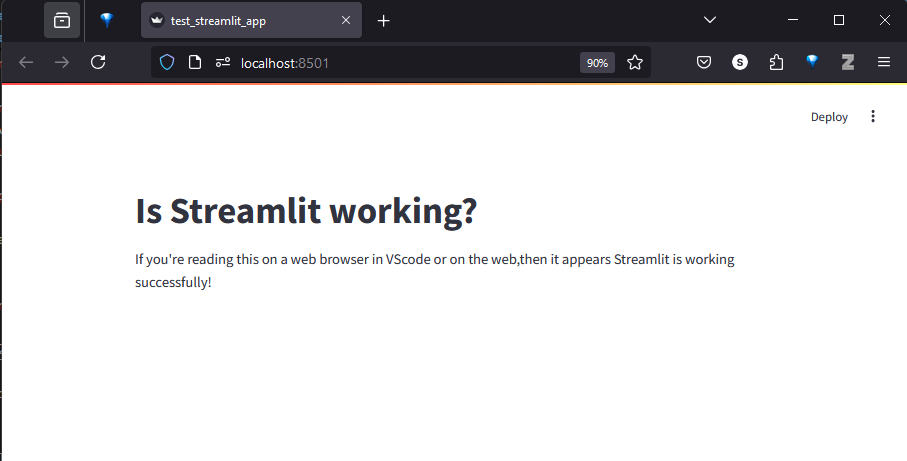 test_streamlit_app
localhost:8501
90%
S
Z
Deploy
Is Streamlit working?
If you're reading this on a web browser in VScode or on the web,then it appears Streamlit is working
successfully!